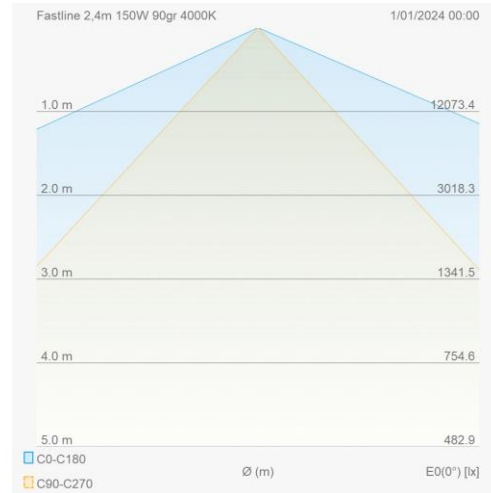 Fastline 2,4m 150W 90gr 4000K 1/01/2024 00:00
1.0 m 12073.4
2.0 m 3018.3
3.0 m 1341.5
4.0 m 754.6
5.0 m 482.9
C0-C180
Ø (m) E0(0°) [lx]
C90-C270